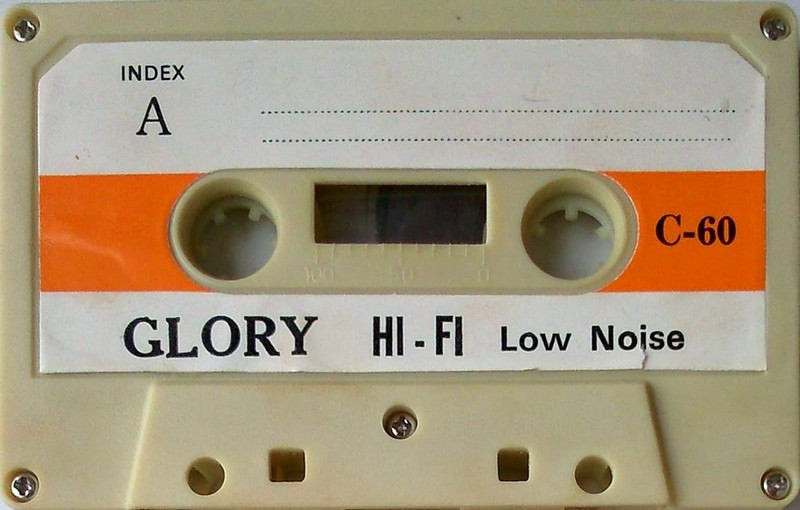 INDEX
A
C-60
100 50 0
GLORY HI-FI Low Noise